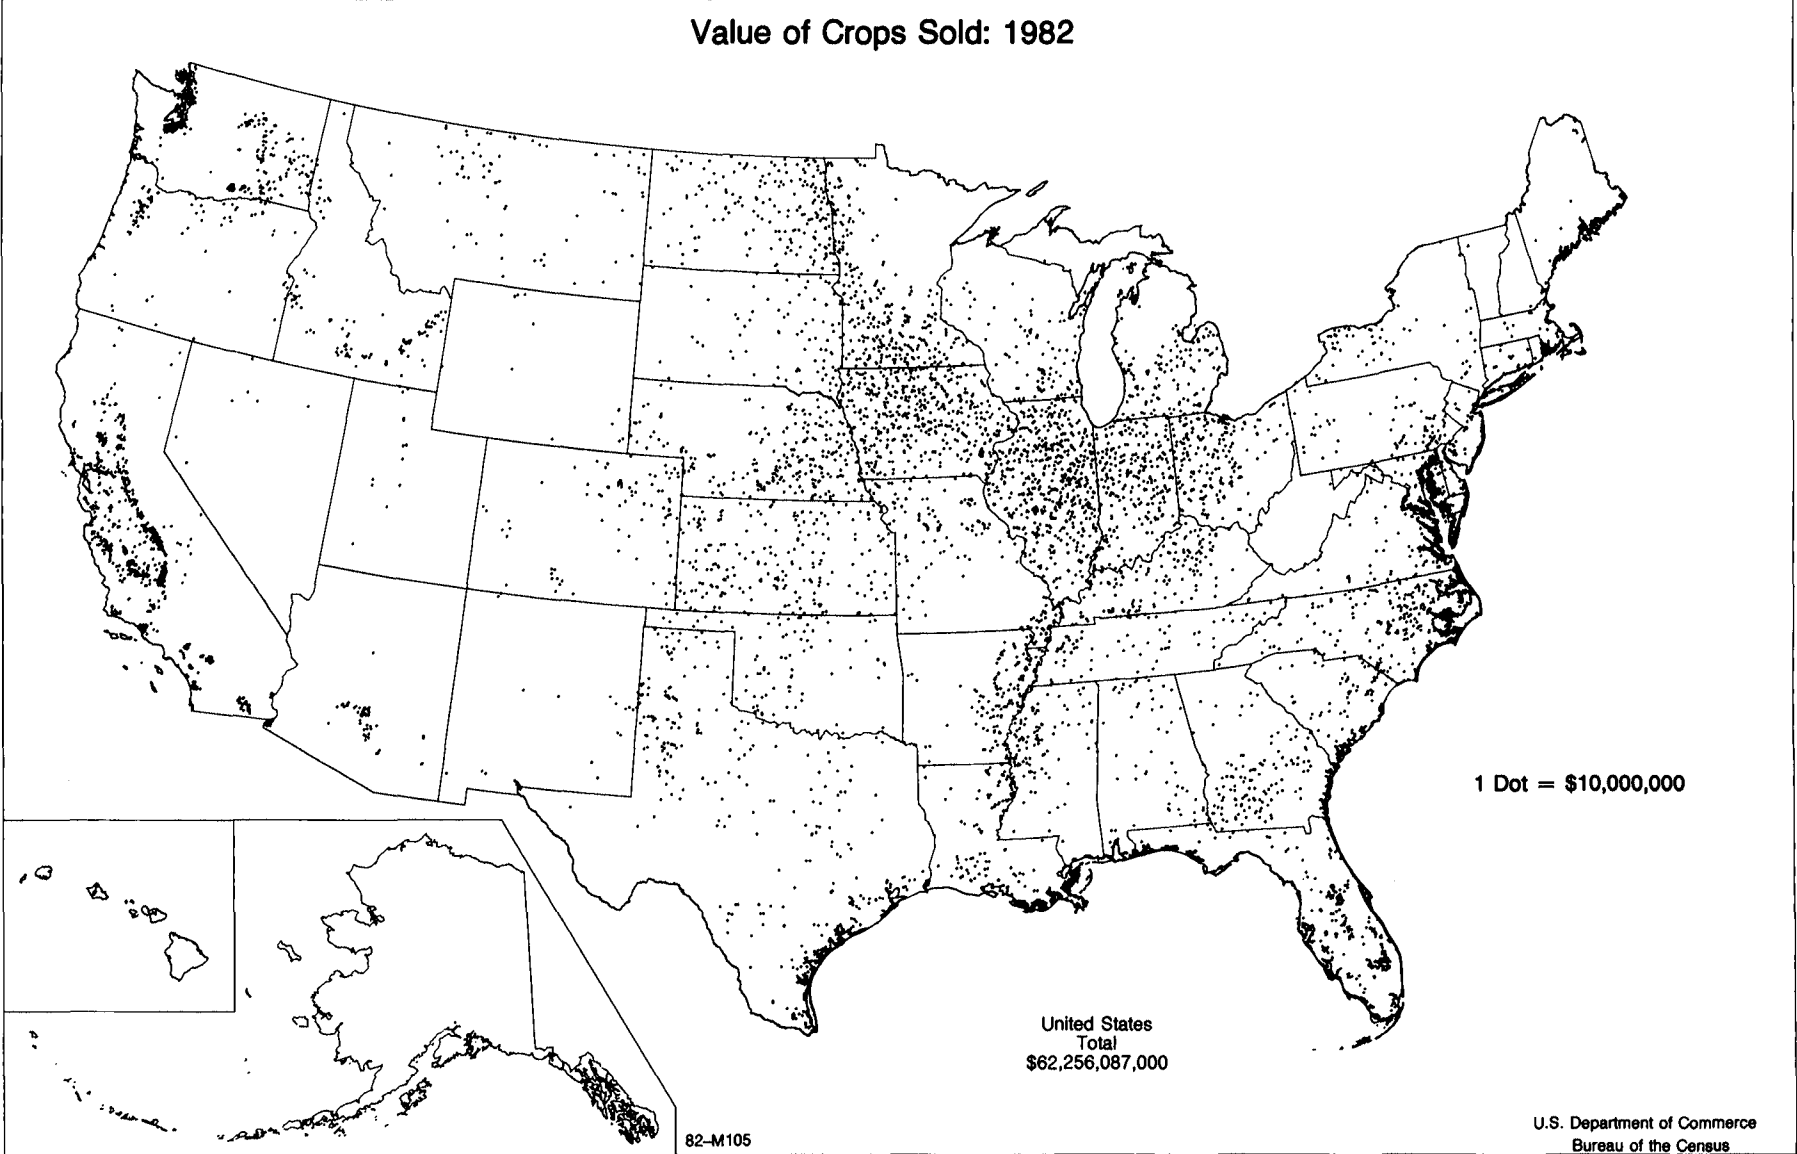 Value of Crops Sold: 1982
1 Dot = $10,000,000
United States
Total
$62,256,087,000
82-M105
U.S. Department of Commerce
Bureau of the Census